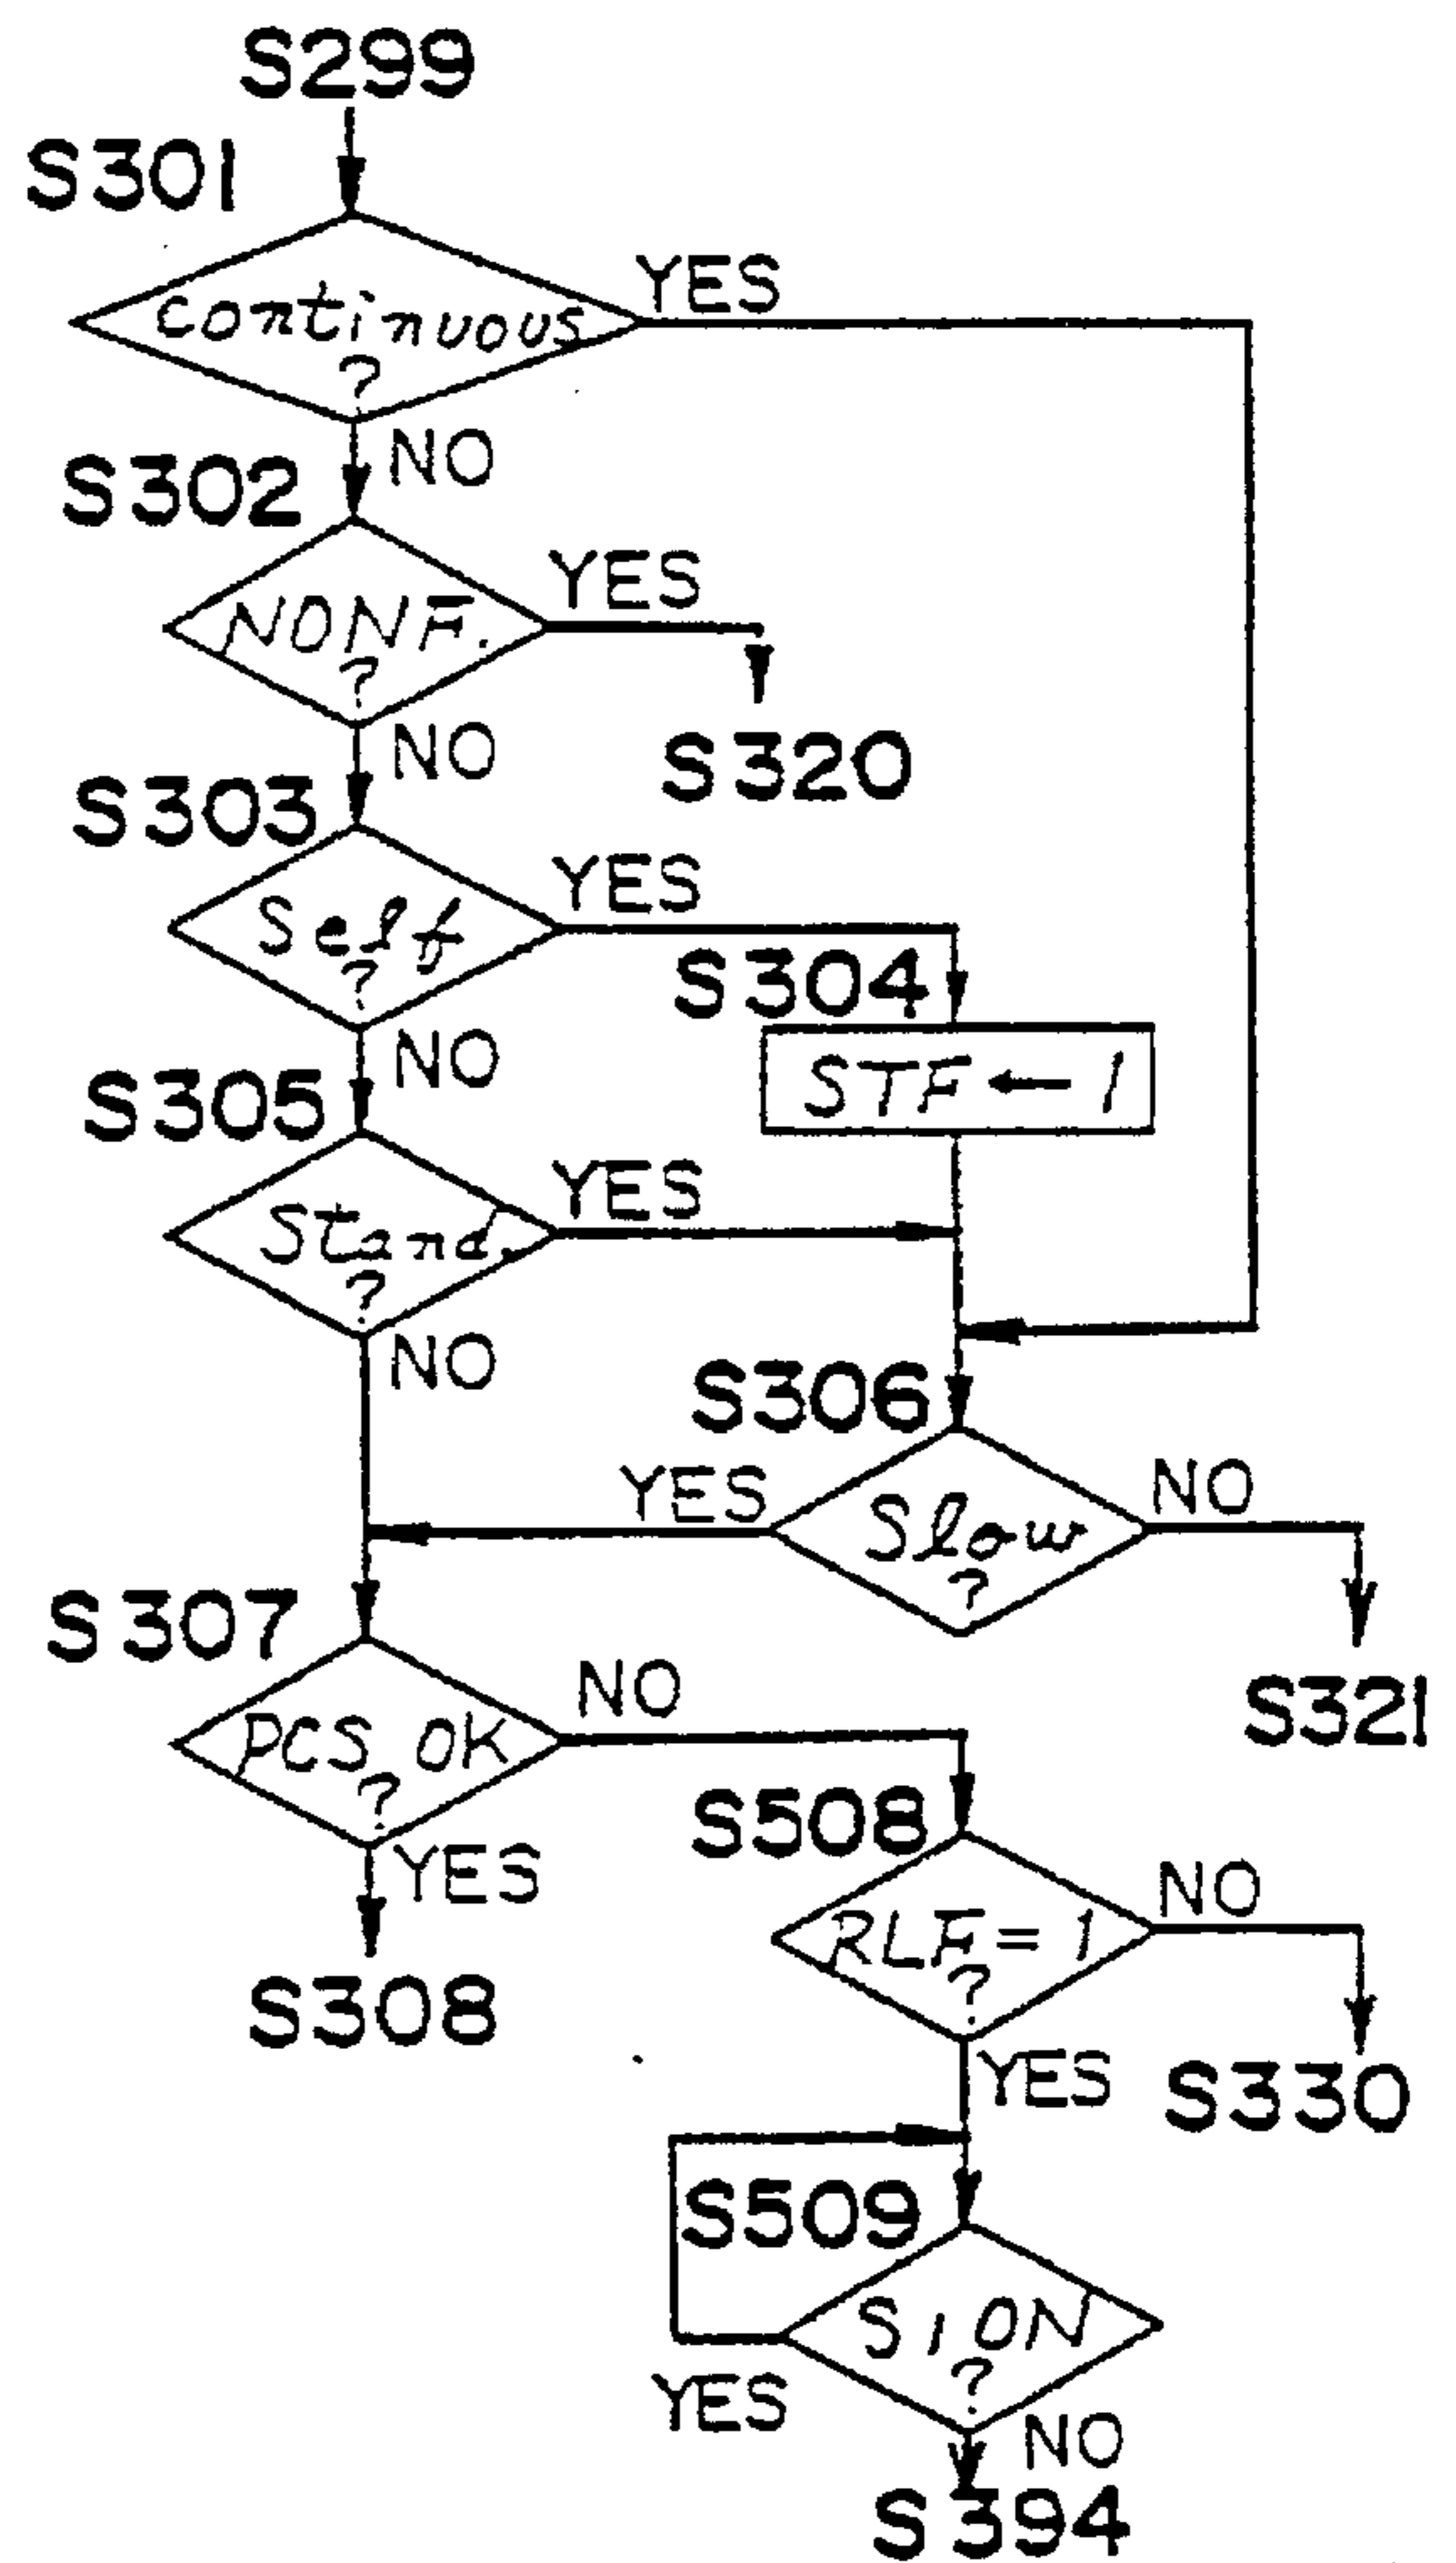 S299
S301
continuous
?
YES
NO
S302
NONF.
?
YES
NO
S320
S303
Self
?
YES
NO
S304
STF ← 1
S305
Stand.
?
YES
NO
S306
Slow
?
YES
NO
S321
S307
PCS OK
?
NO
YES
S308
S508
RLF = 1
?
NO
YES
S330
S509
S1 ON
?
YES
NO
S394